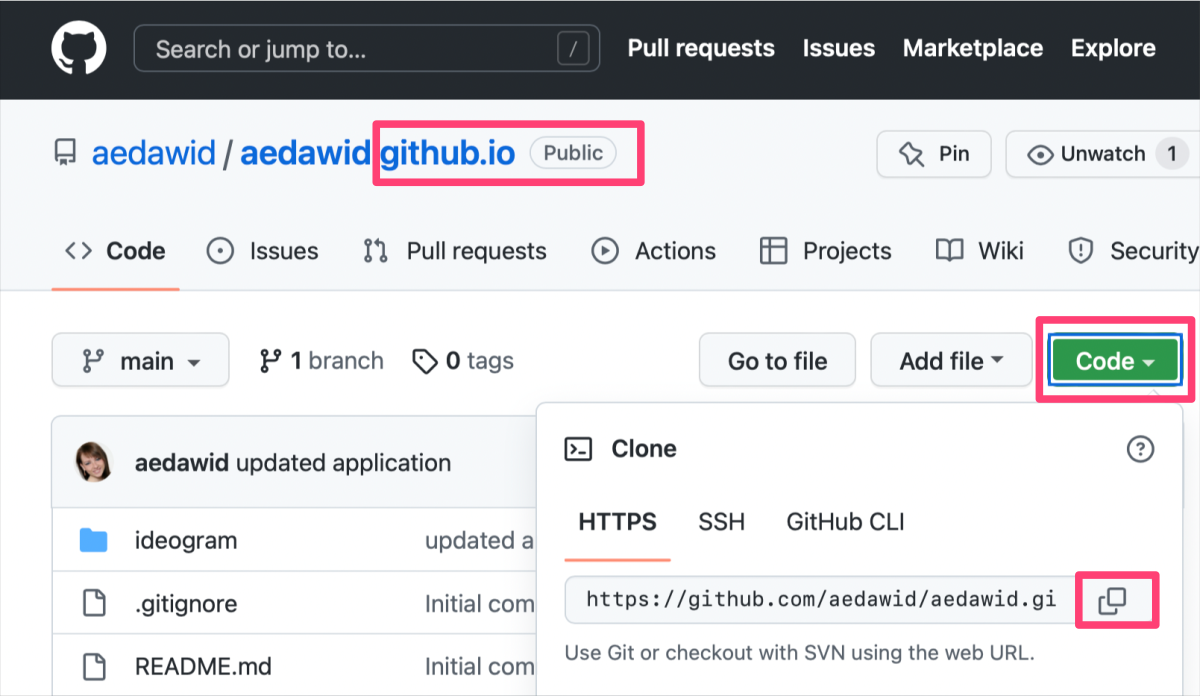 Search or jump to... / Pull requests Issues Marketplace Explore
aedawid / aedawid.github.io Public Pin Unwatch 1
<> Code Issues Pull requests Actions Projects Wiki Security
main 1 branch 0 tags Go to file Add file Code
aedawid updated application
Clone ?
HTTPS SSH GitHub CLI
ideogram updated a
https://github.com/aedawid/aedawid.gi
.gitignore Initial com
Use Git or checkout with SVN using the web URL.
README.md Initial com